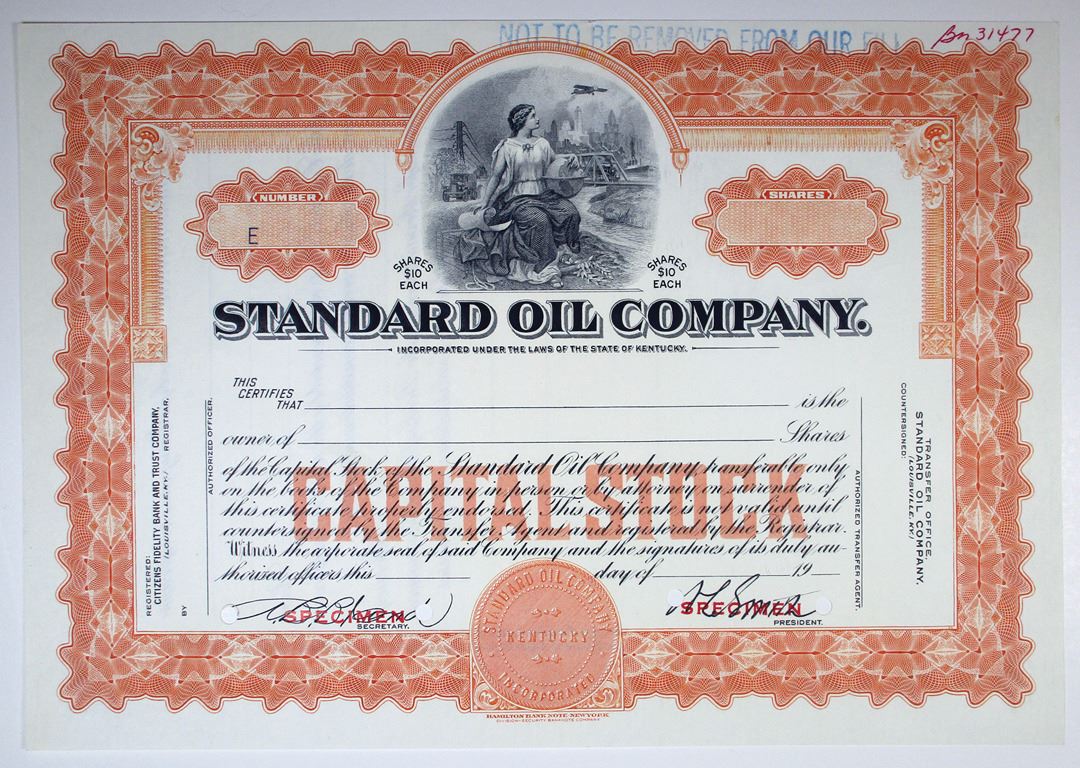 NOT TO BE REMOVED FROM OUR FILE
31477
NUMBER
E
SHARES
SHARES
$10
EACH
SHARES
$10
EACH
STANDARD OIL COMPANY.
INCORPORATED UNDER THE LAWS OF THE STATE OF KENTUCKY.
THIS
CERTIFIES
THAT is the
owner of Shares
of the Capital Stock of the Standard Oil Company, transferable only
on the books of the Company in person or by attorney on surrender of
this certificate properly endorsed. This certificate is not valid until
countersigned by the Transfer Agent and registered by the Registrar.
Witness the corporate seal of said Company and the signatures of its duly au-
thorized officers this day of 19
CAPITAL STOCK
SPECIMEN
SECRETARY.
SPECIMEN
PRESIDENT.
STANDARD OIL COMPANY
KENTUCKY
INCORPORATED
REGISTERED:
CITIZENS FIDELITY BANK AND TRUST COMPANY,
(LOUISVILLE, KY.) REGISTRAR,
BY
AUTHORIZED OFFICER.
TRANSFER OFFICE,
STANDARD OIL COMPANY,
(LOUISVILLE, KY.)
COUNTERSIGNED:
AUTHORIZED TRANSFER AGENT.
HAMILTON BANK NOTE-NEW YORK
DIVISION-SECURITY BANKNOTE COMPANY